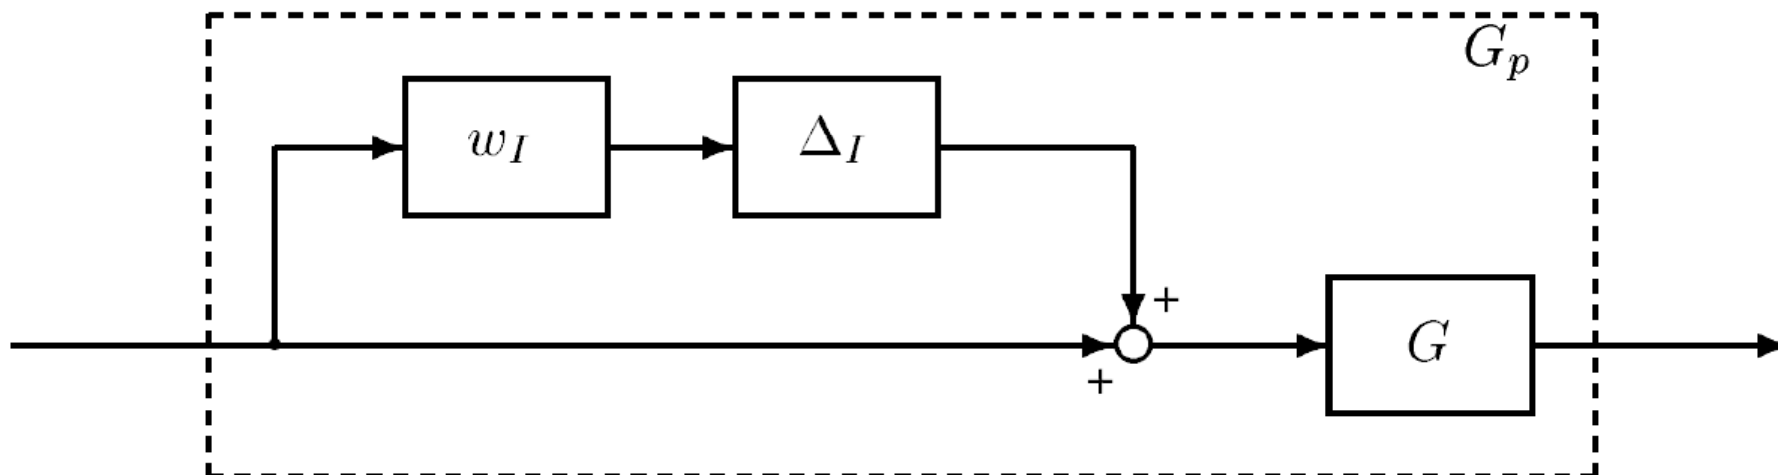 G_p
w_I
Δ_I
+
+
G